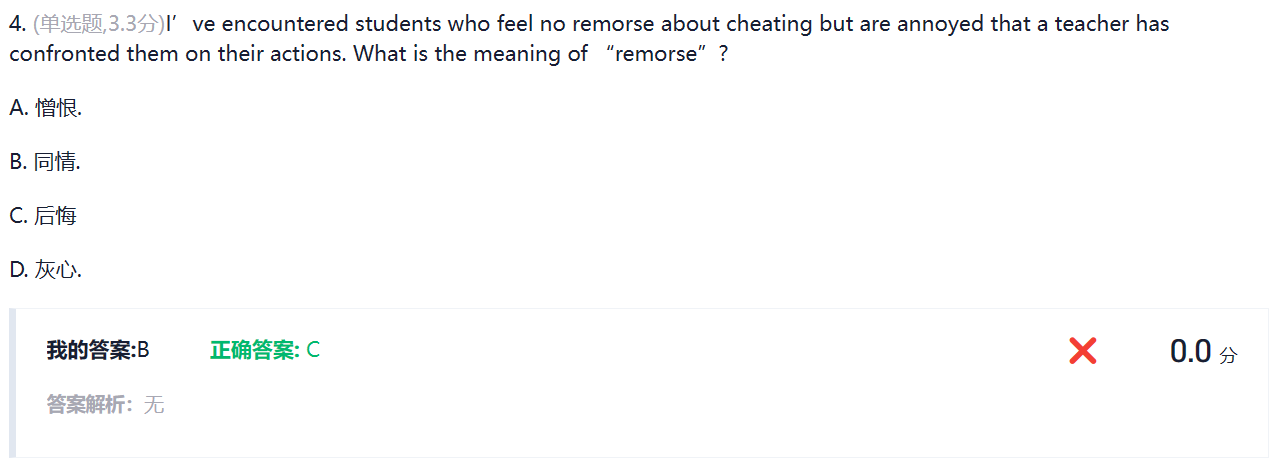 4. (单选题,3.3分)I’ve encountered students who feel no remorse about cheating but are annoyed that a teacher has
confronted them on their actions. What is the meaning of “remorse”?
A. 憎恨.
B. 同情.
C. 后悔
D. 灰心.
我的答案:B 正确答案: C 0.0 分
答案解析：无